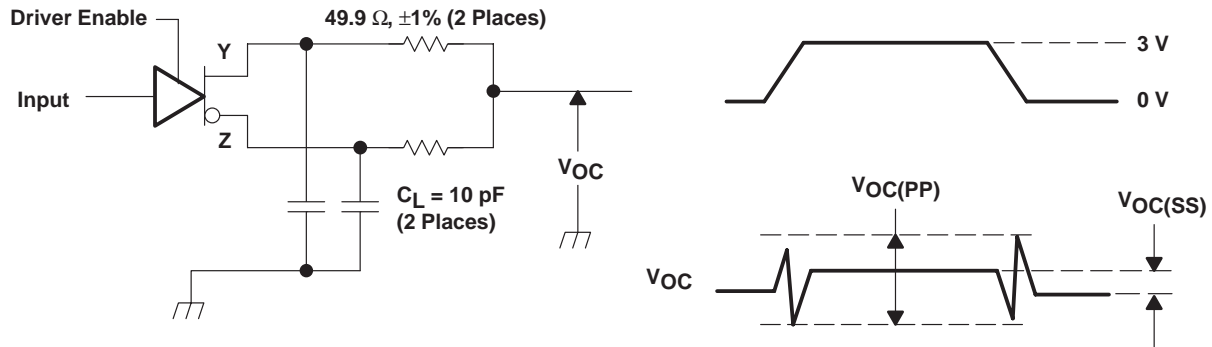 Driver Enable
49.9 Ω, ±1% (2 Places)
Y
Input
Z
CL = 10 pF
(2 Places)
VOC
3 V
0 V
VOC(PP)
VOC(SS)
VOC